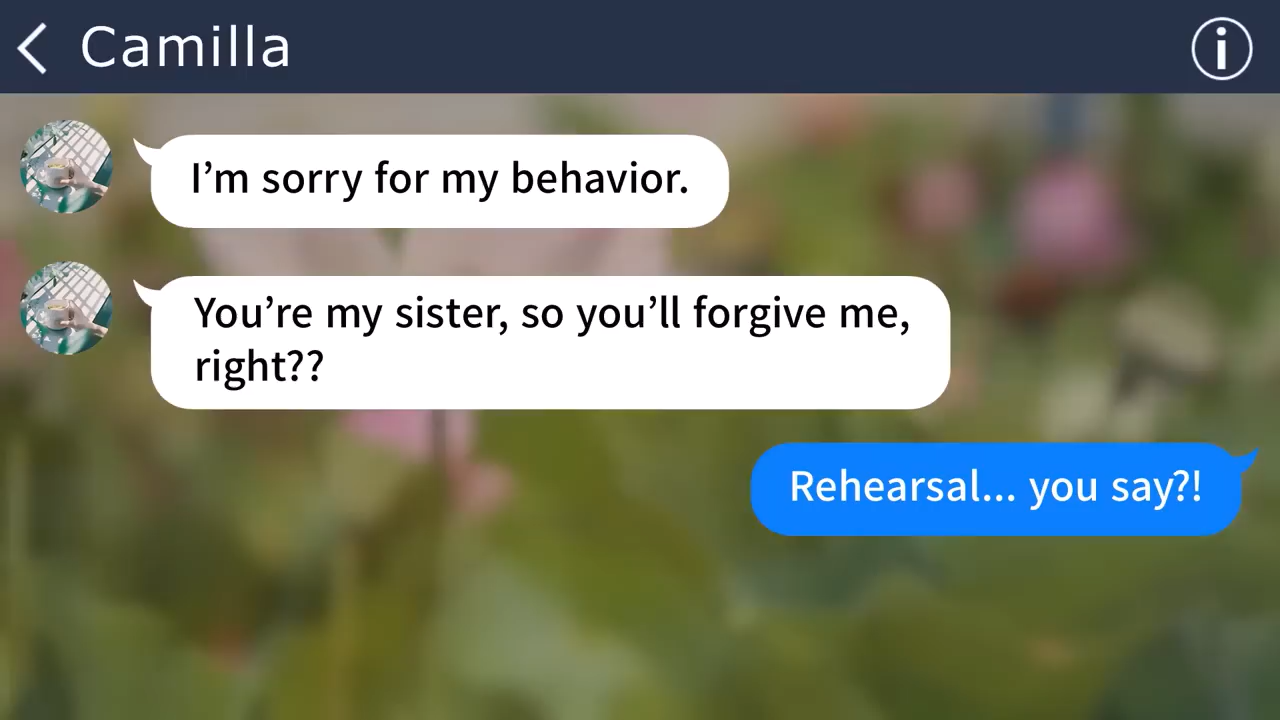 Camilla
I’m sorry for my behavior.
You’re my sister, so you’ll forgive me,
right??
Rehearsal... you say?!